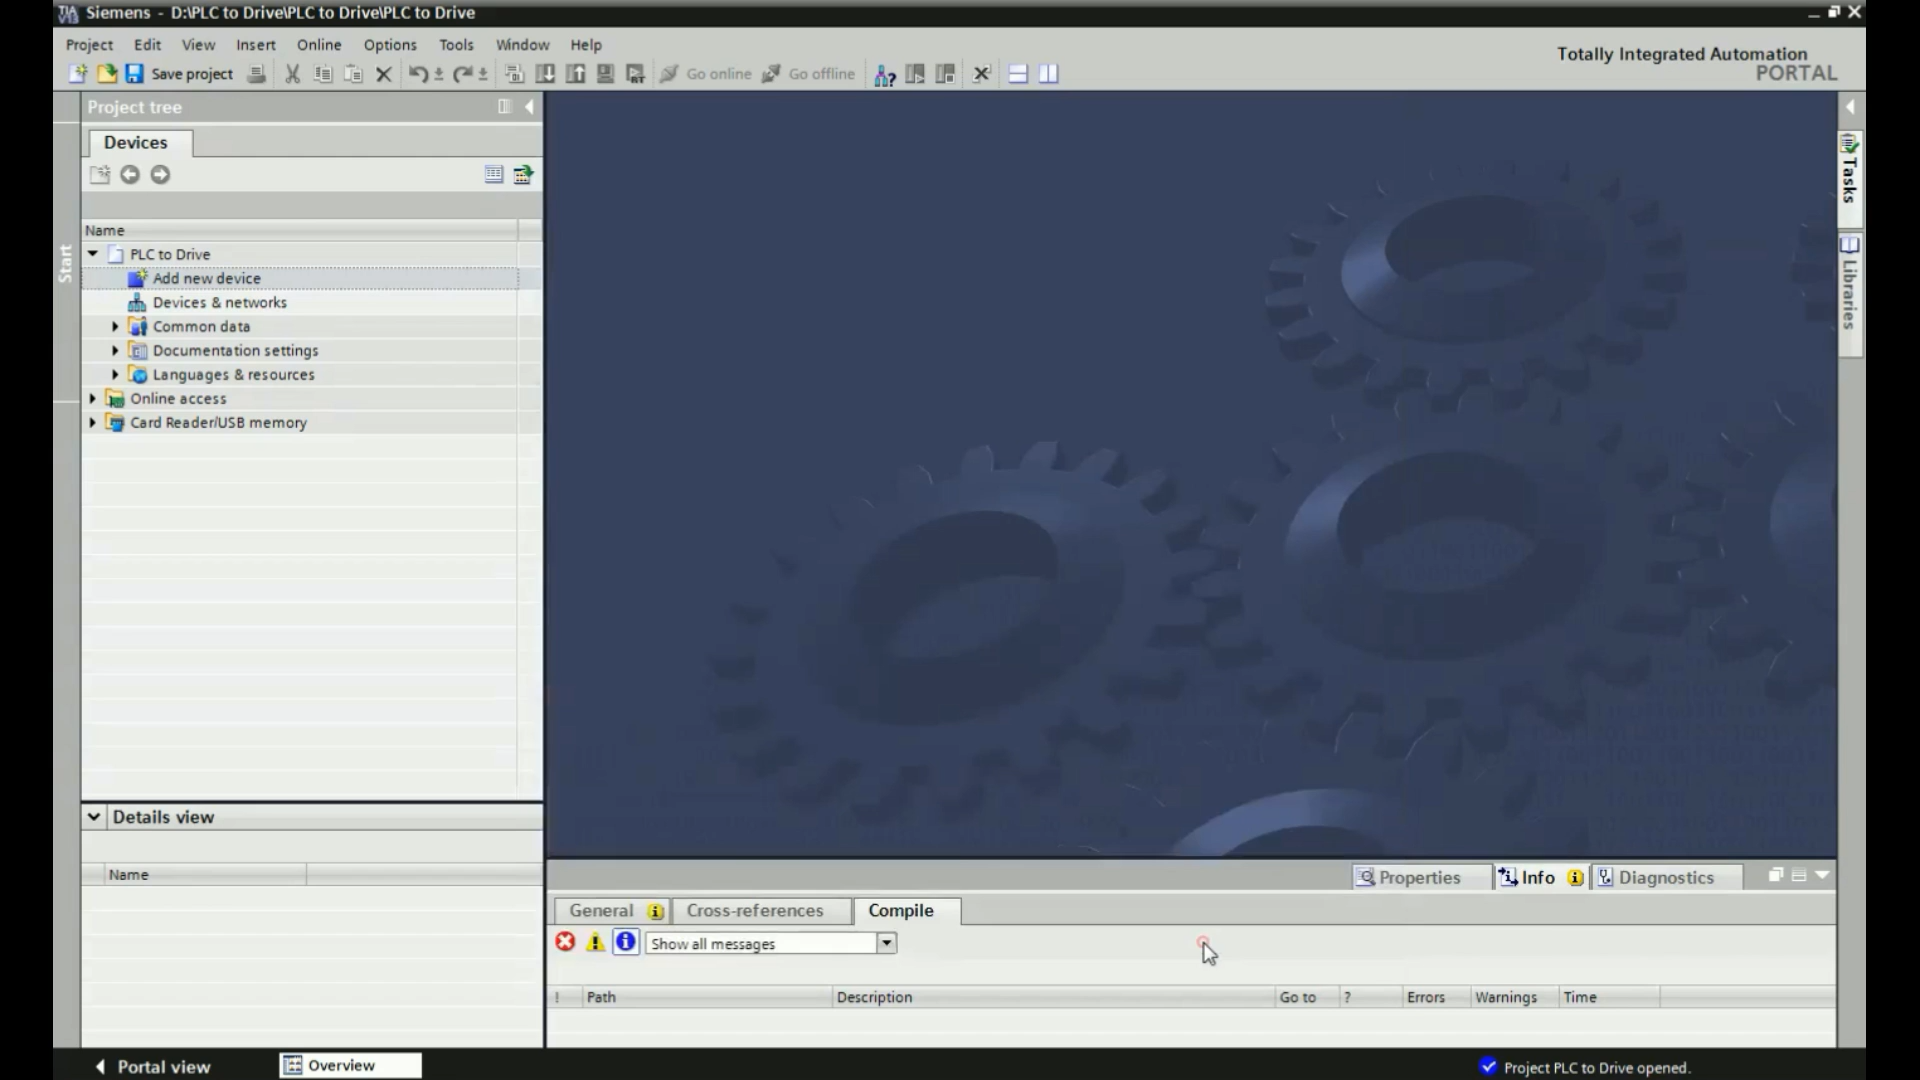 Siemens - D:\PLC to Drive\PLC to Drive\PLC to Drive
Project Edit View Insert Online Options Tools Window Help
Totally Integrated Automation
PORTAL
Save project Go online Go offline
Project tree
Devices
Start
Name
PLC to Drive
Add new device
Devices & networks
Common data
Documentation settings
Languages & resources
Online access
Card Reader/USB memory
Tasks
Libraries
Details view
Name
Properties Info Diagnostics
General Cross-references Compile
Show all messages
! Path Description Go to ? Errors Warnings Time
Portal view Overview Project PLC to Drive opened.